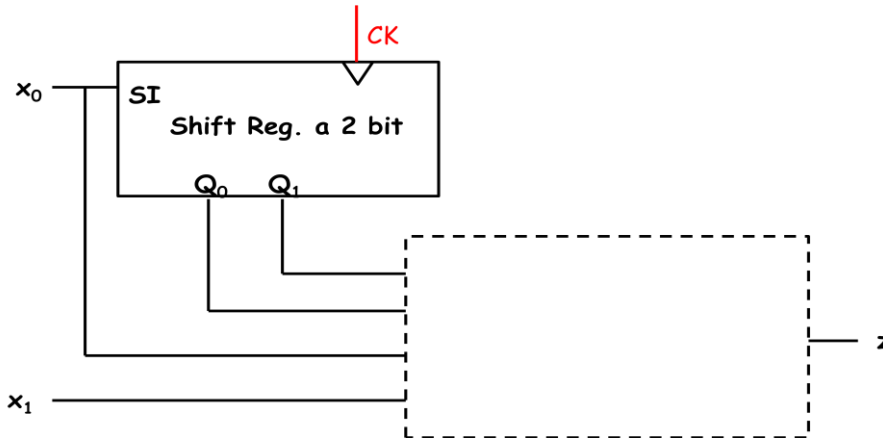 CK
x₀
SI
Shift Reg. a 2 bit
Q₀ Q₁
z
x₁